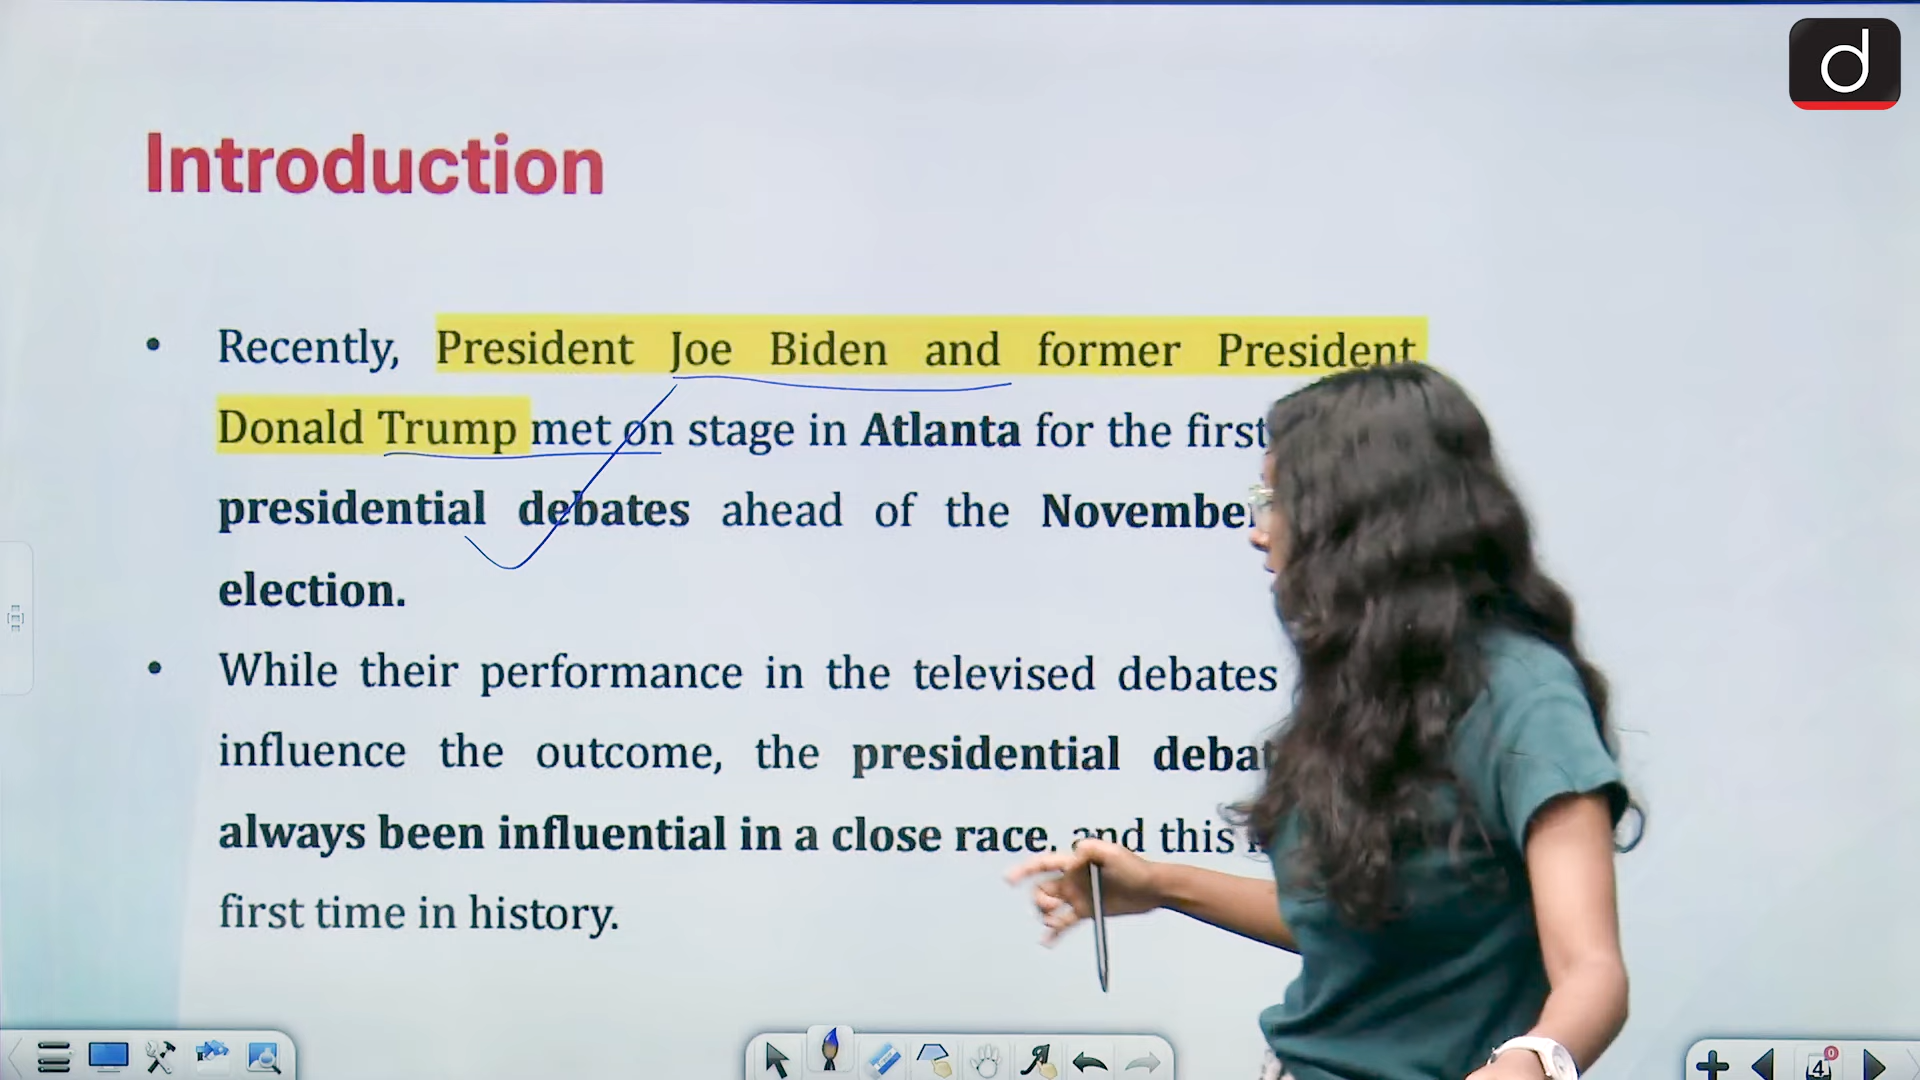 d
Introduction
• Recently, President Joe Biden and former President
Donald Trump met on stage in Atlanta for the first
presidential debates ahead of the November
election.
• While their performance in the televised debates
influence the outcome, the presidential
always been influential in a close race, and this
first time in history.
4
0